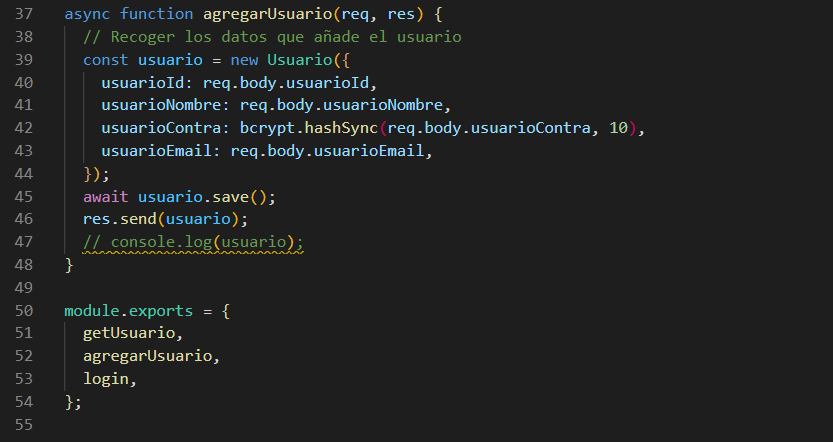 37 async function agregarUsuario(req, res) {
38 // Recoger los datos que añade el usuario
39 const usuario = new Usuario({
40 usuarioId: req.body.usuarioId,
41 usuarioNombre: req.body.usuarioNombre,
42 usuarioContra: bcrypt.hashSync(req.body.usuarioContra, 10),
43 usuarioEmail: req.body.usuarioEmail,
44 });
45 await usuario.save();
46 res.send(usuario);
47 // console.log(usuario);
48 }
49
50 module.exports = {
51 getUsuario,
52 agregarUsuario,
53 login,
54 };
55